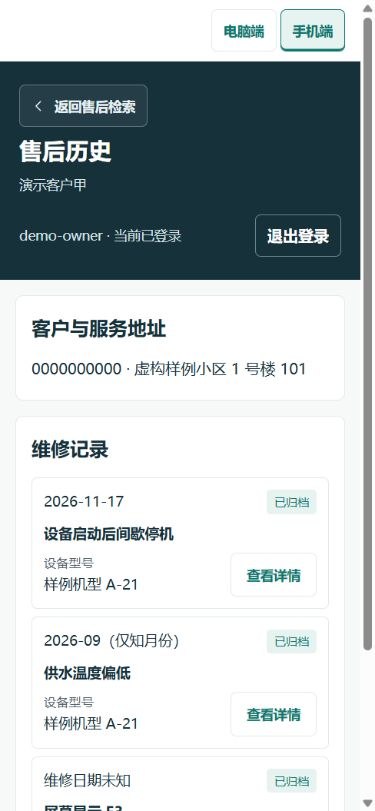 电脑端 手机端
返回售后检索
售后历史
演示客户甲
demo-owner · 当前已登录 退出登录
客户与服务地址
0000000000 · 虚构样例小区 1 号楼 101
维修记录
2026-11-17 已归档
设备启动后间歇停机
设备型号
样例机型 A-21 查看详情
2026-09（仅知月份） 已归档
供水温度偏低
设备型号
样例机型 A-21 查看详情
维修日期未知 已归档
屏幕显示 E3